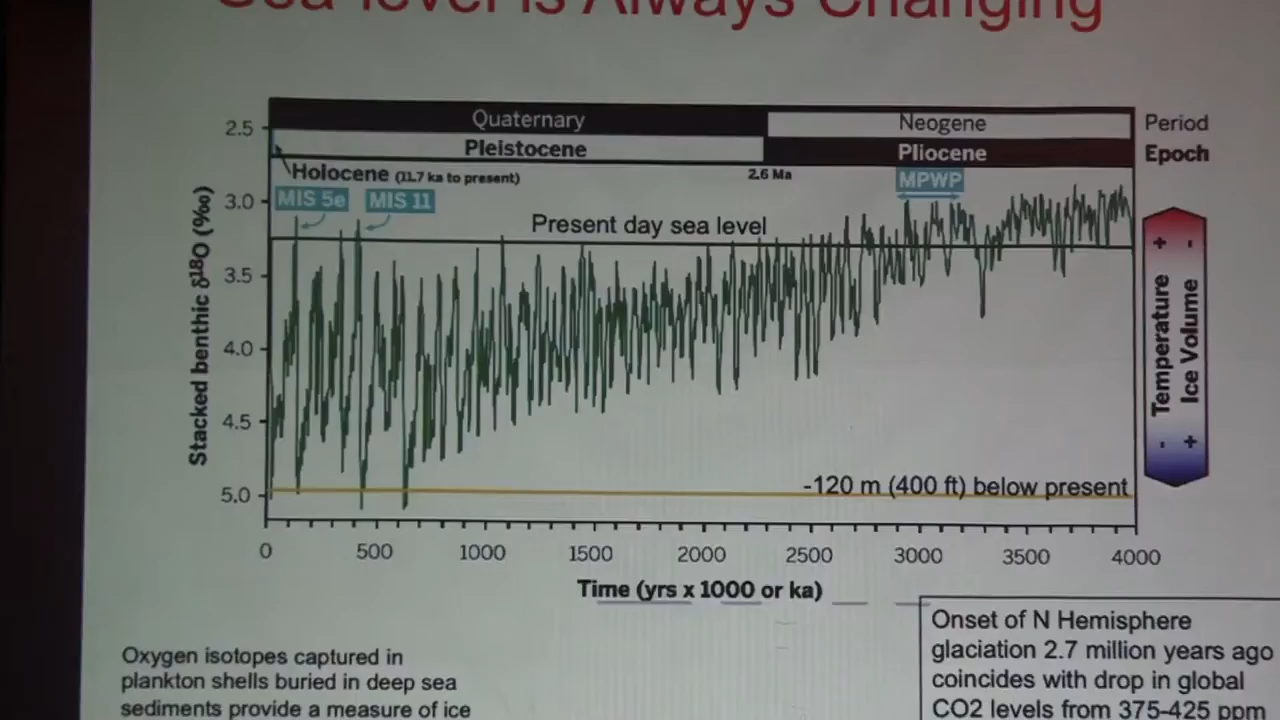 Sea level is Always Changing
Quaternary
Neogene
Period
Pleistocene
Pliocene
Epoch
Holocene (11.7 ka to present)
2.6 Ma
MPWP
MIS 5e
MIS 11
Present day sea level
2.5
3.0
3.5
4.0
4.5
5.0
Stacked benthic δ18O (‰)
+ -
Temperature
Ice Volume
- +
-120 m (400 ft) below present
0
500
1000
1500
2000
2500
3000
3500
4000
Time (yrs x 1000 or ka)
Oxygen isotopes captured in
plankton shells buried in deep sea
sediments provide a measure of ice
Onset of N Hemisphere
glaciation 2.7 million years ago
coincides with drop in global
CO2 levels from 375-425 ppm